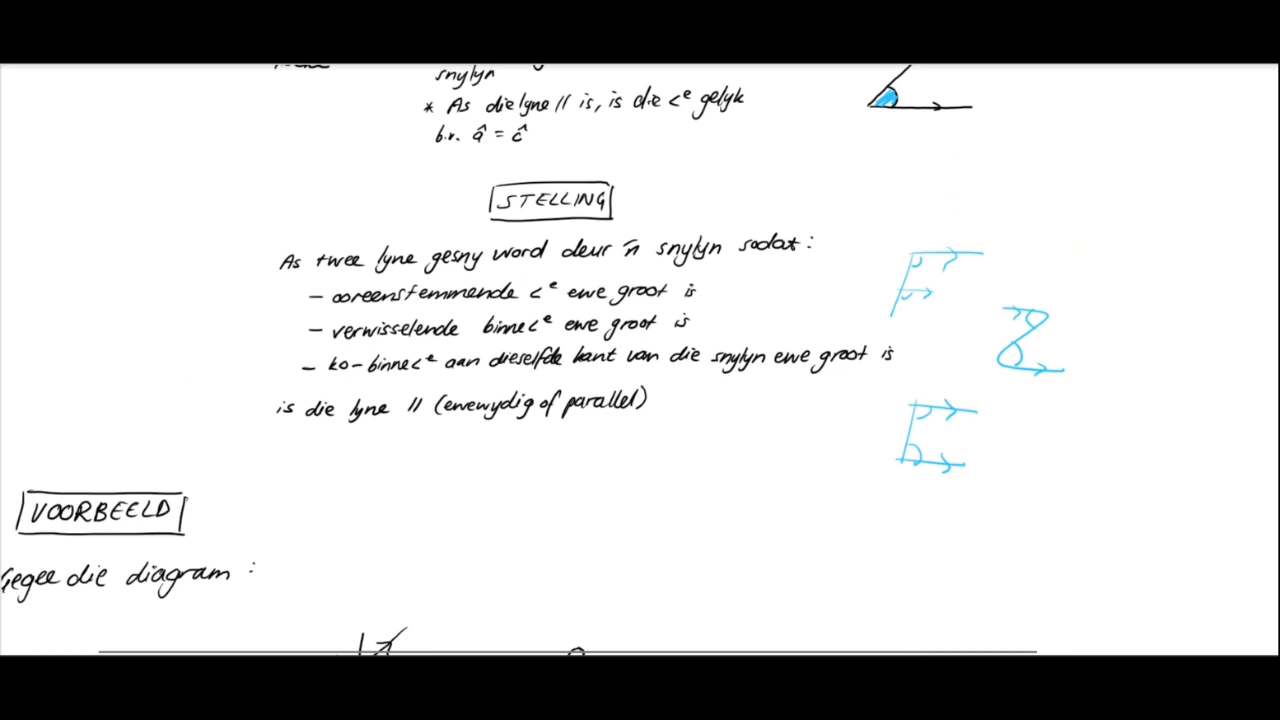 snylyn
* As die lyne // is, is die <ᵉ gelyk
b.v. â = ĉ
STELLING
As twee lyne gesny word deur 'n snylyn sodat:
- ooreenstemmende <ᵉ ewe groot is
- verwisselende binne<ᵉ ewe groot is
- ko-binne<ᵉ aan dieselfde kant van die snylyn ewe groot is
is die lyne // (ewewydig of parallel)
VOORBEELD
Gegee die diagram: